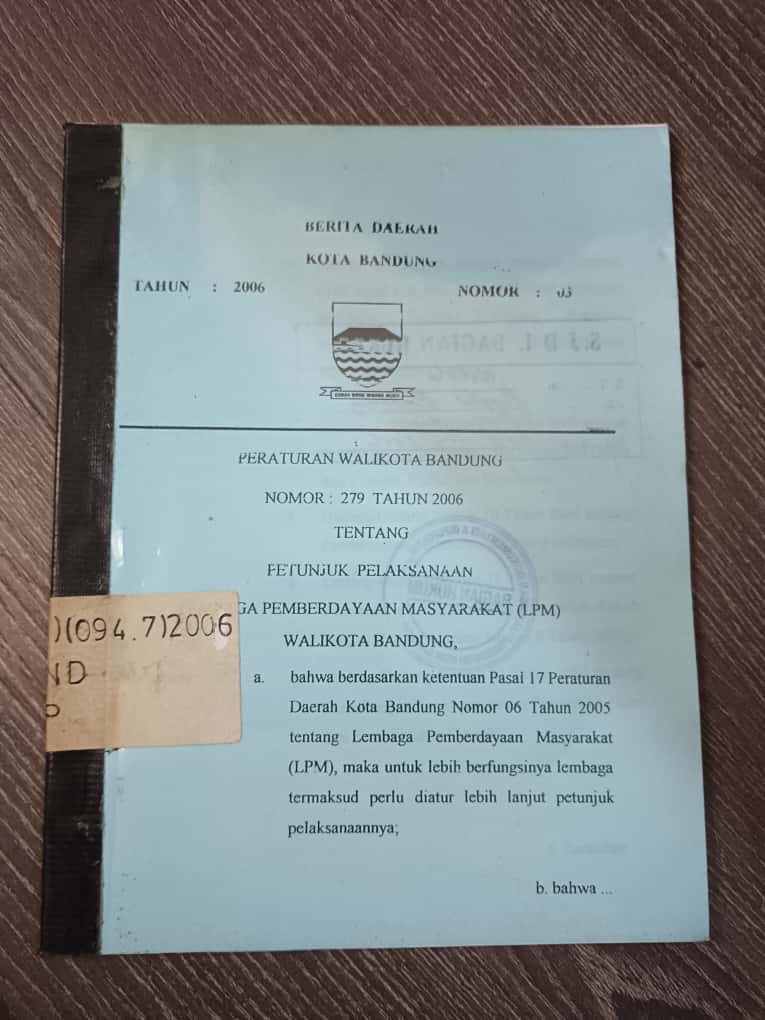 BERITA DAERAH
KOTA BANDUNG
TAHUN : 2006 NOMOR : 03
PERATURAN WALIKOTA BANDUNG
NOMOR : 279 TAHUN 2006
TENTANG
PETUNJUK PELAKSANAAN
GA PEMBERDAYAAN MASYARAKAT (LPM)
)(094.7)2006
WALIKOTA BANDUNG,
ND
P
a. bahwa berdasarkan ketentuan Pasal 17 Peraturan
Daerah Kota Bandung Nomor 06 Tahun 2005
tentang Lembaga Pemberdayaan Masyarakat
(LPM), maka untuk lebih berfungsinya lembaga
termaksud perlu diatur lebih lanjut petunjuk
pelaksanaannya;
b. bahwa ...